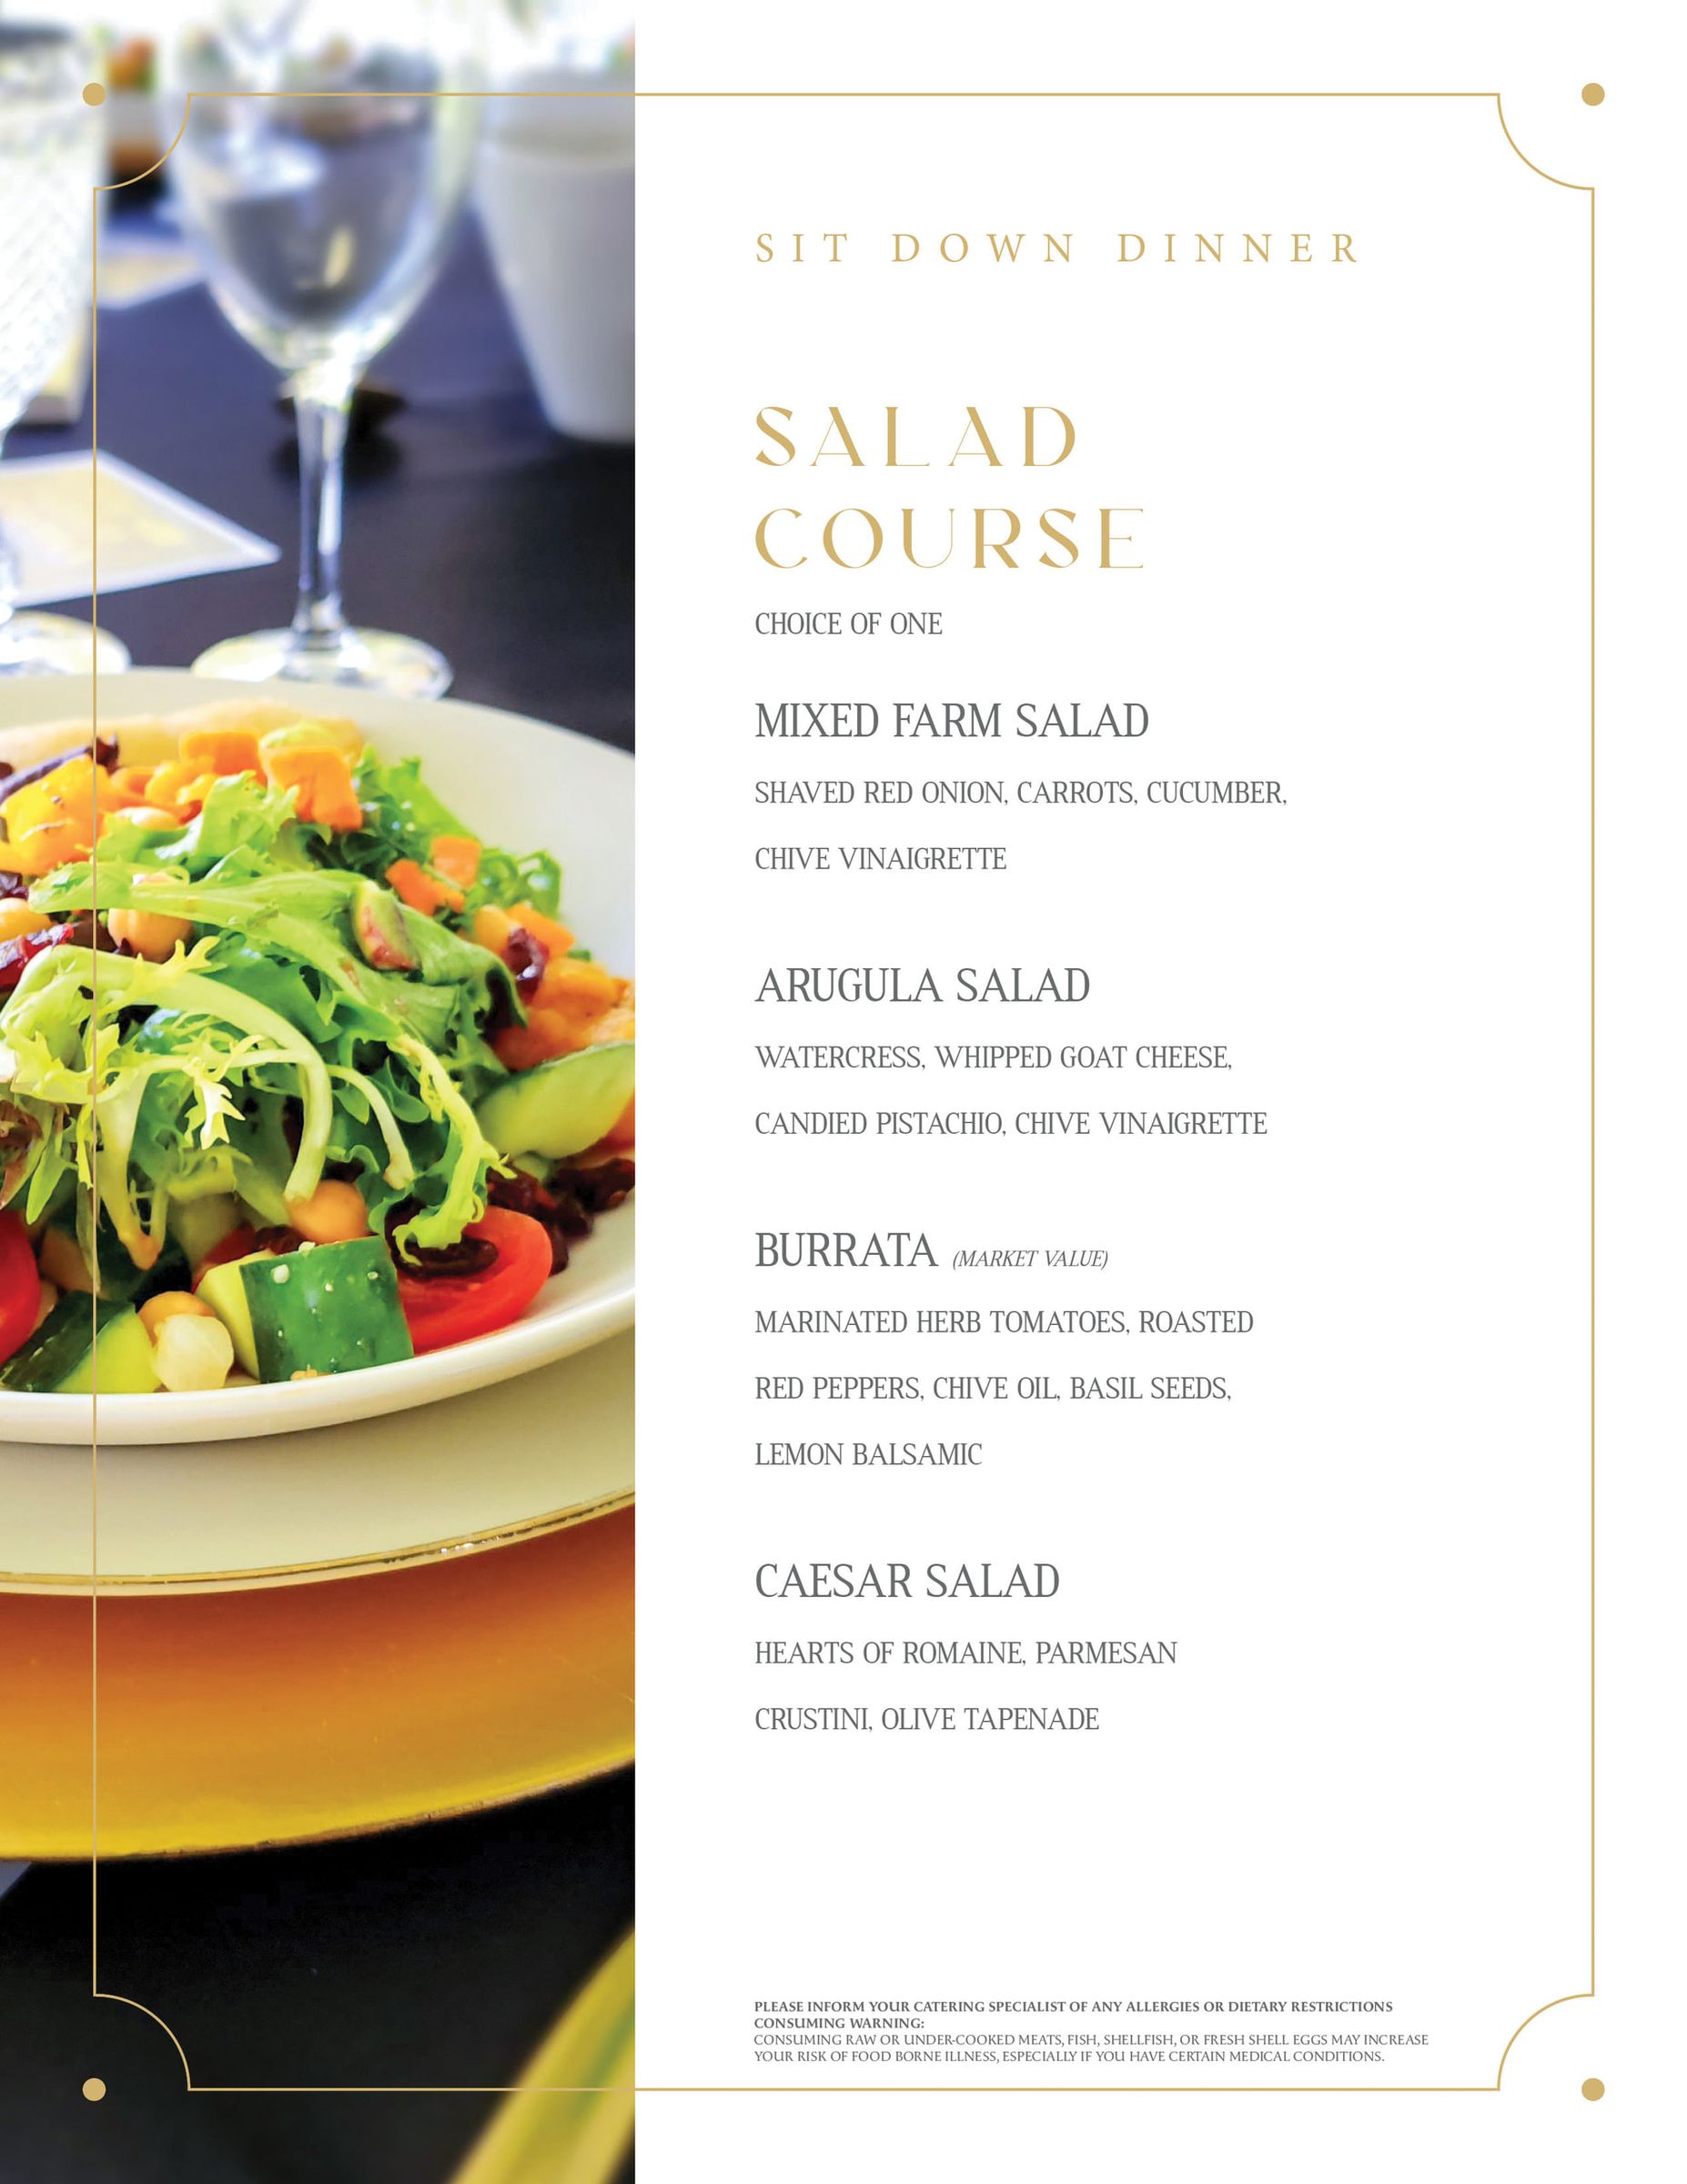 SIT DOWN DINNER
SALAD
COURSE
CHOICE OF ONE
MIXED FARM SALAD
SHAVED RED ONION, CARROTS, CUCUMBER,
CHIVE VINAIGRETTE
ARUGULA SALAD
WATERCRESS, WHIPPED GOAT CHEESE,
CANDIED PISTACHIO, CHIVE VINAIGRETTE
BURRATA (MARKET VALUE)
MARINATED HERB TOMATOES, ROASTED
RED PEPPERS, CHIVE OIL, BASIL SEEDS,
LEMON BALSAMIC
CAESAR SALAD
HEARTS OF ROMAINE, PARMESAN
CRUSTINI, OLIVE TAPENADE
PLEASE INFORM YOUR CATERING SPECIALIST OF ANY ALLERGIES OR DIETARY RESTRICTIONS
CONSUMING WARNING:
CONSUMING RAW OR UNDER-COOKED MEATS, FISH, SHELLFISH, OR FRESH SHELL EGGS MAY INCREASE
YOUR RISK OF FOOD BORNE ILLNESS, ESPECIALLY IF YOU HAVE CERTAIN MEDICAL CONDITIONS.